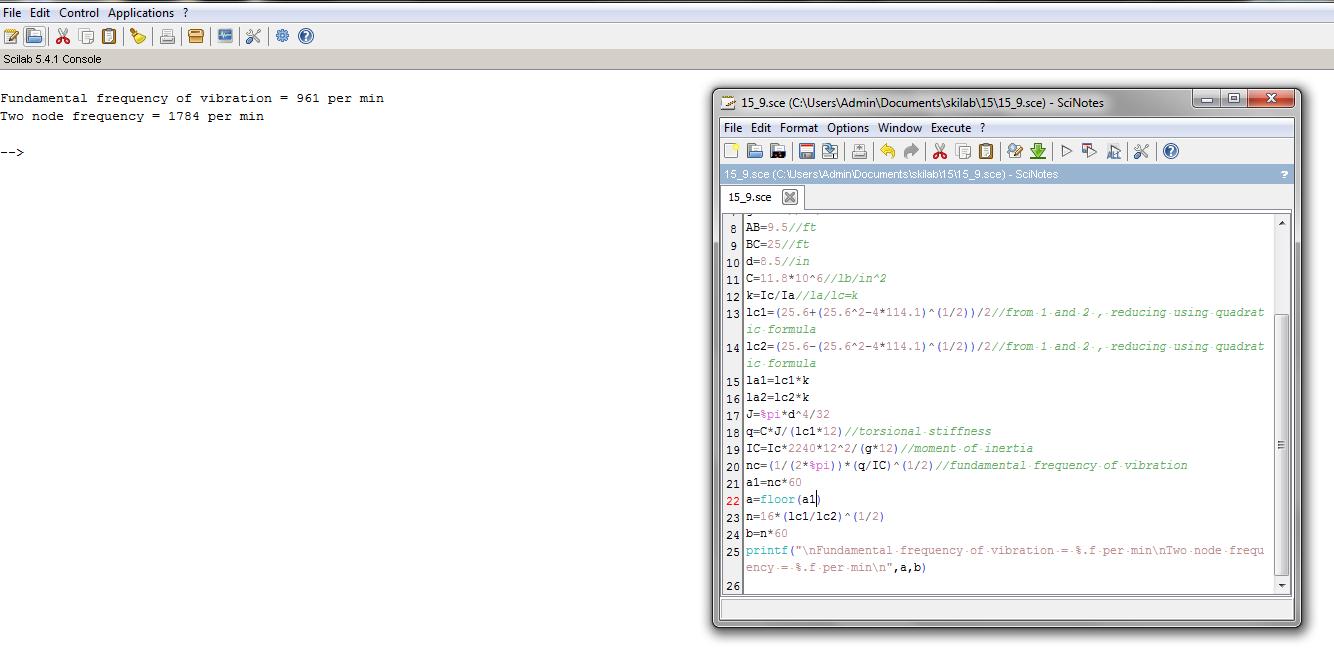 File Edit Control Applications ?
Scilab 5.4.1 Console
Fundamental frequency of vibration = 961 per min
Two node frequency = 1784 per min
-->
15_9.sce (C:\Users\Admin\Documents\skilab\15\15_9.sce) - SciNotes
File Edit Format Options Window Execute ?
15_9.sce (C:\Users\Admin\Documents\skilab\15\15_9.sce) - SciNotes ?
15_9.sce
8 AB=9.5//ft
9 BC=25//ft
10 d=8.5//in
11 C=11.8*10^6//lb/in^2
12 k=Ic/Ia//la/lc=k
13 lc1=(25.6+(25.6^2-4*114.1)^(1/2))/2//from 1 and 2 , reducing using quadrat
ic formula
14 lc2=(25.6-(25.6^2-4*114.1)^(1/2))/2//from 1 and 2 , reducing using quadrat
ic formula
15 la1=lc1*k
16 la2=lc2*k
17 J=%pi*d^4/32
18 q=C*J/(lc1*12)//torsional stiffness
19 IC=Ic*2240*12^2/(g*12)//moment of inertia
20 nc=(1/(2*%pi))*(q/IC)^(1/2)//fundamental frequency of vibration
21 a1=nc*60
22 a=floor(a1)
23 n=16*(lc1/lc2)^(1/2)
24 b=n*60
25 printf("\nFundamental frequency of vibration = %.f per min\nTwo node frequ
ency = %.f per min\n",a,b)
26